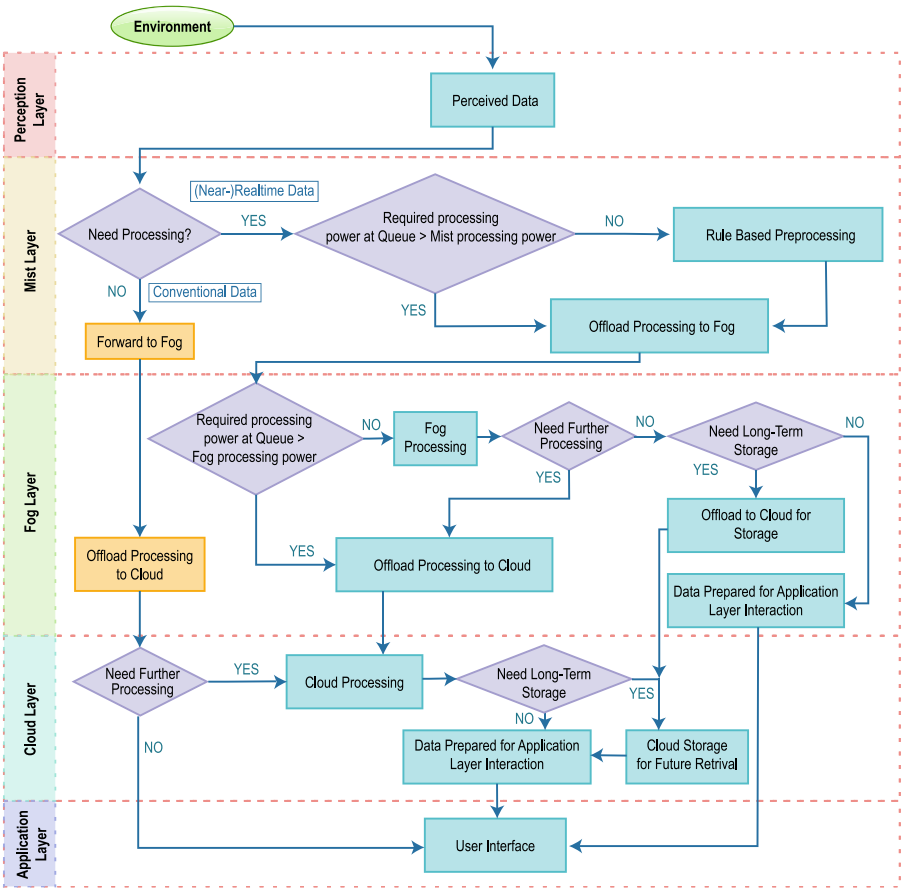 Environment
Perception
Layer
Perceived Data
Mist Layer
(Near-)Realtime Data
Need Processing?
YES
Required processing
power at Queue > Mist processing power
NO
Rule Based Preprocessing
NO
Conventional Data
YES
Forward to Fog
Offload Processing to Fog
Fog Layer
Required processing
power at Queue >
Fog processing power
NO
Fog
Processing
Need Further
Processing
NO
Need Long-Term
Storage
NO
YES
YES
Offload to Cloud for
Storage
Offload Processing
to Cloud
YES
Offload Processing to Cloud
Data Prepared for Application
Layer Interaction
Cloud Layer
Need Further
Processing
YES
Cloud Processing
Need Long-Term
Storage
YES
NO
NO
Data Prepared for Application
Layer Interaction
Cloud Storage
for Future Retrival
Application
Layer
User Interface